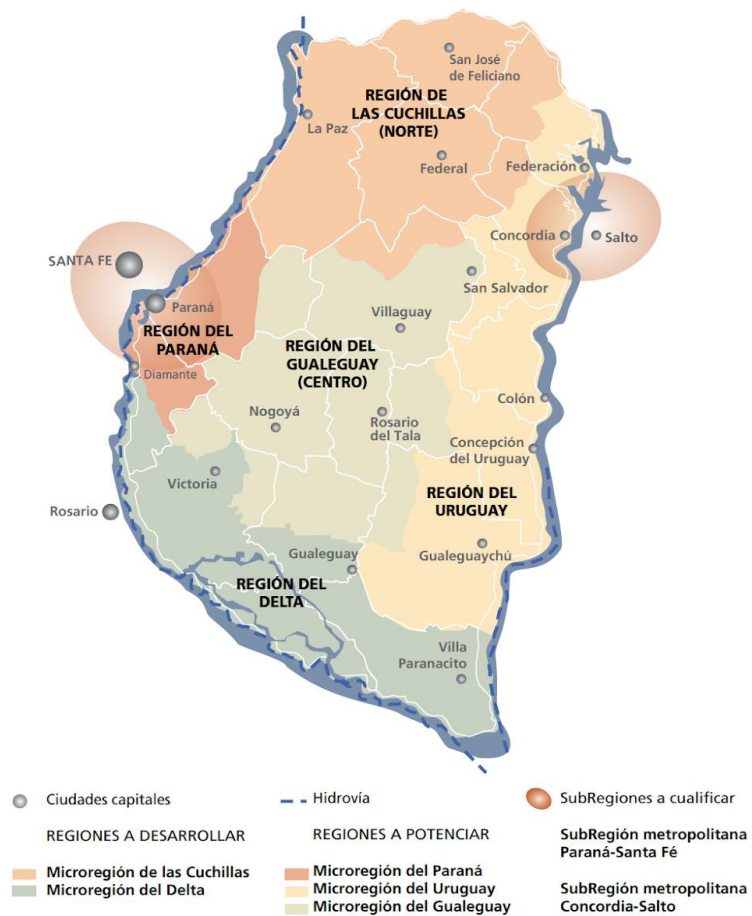 San José
de Feliciano
REGIÓN DE
LAS CUCHILLAS
(NORTE)
La Paz
Federal
Federación
SANTA FE
Concordia
Salto
San Salvador
Paraná
REGIÓN DEL
PARANÁ
Villaguay
REGIÓN DEL
GUALEGUAY
(CENTRO)
Diamante
Colón
Nogoyá
Rosario
del Tala
Concepción
del Uruguay
Victoria
REGIÓN DEL
URUGUAY
Rosario
Gualeguay
Gualeguaychú
REGIÓN DEL
DELTA
Villa
Paranacito
Ciudades capitales
Hidrovía
SubRegiones a cualificar
REGIONES A DESARROLLAR
REGIONES A POTENCIAR
SubRegión metropolitana
Paraná-Santa Fé
Microregión de las Cuchillas
Microregión del Delta
Microregión del Paraná
Microregión del Uruguay
Microregión del Gualeguay
SubRegión metropolitana
Concordia-Salto